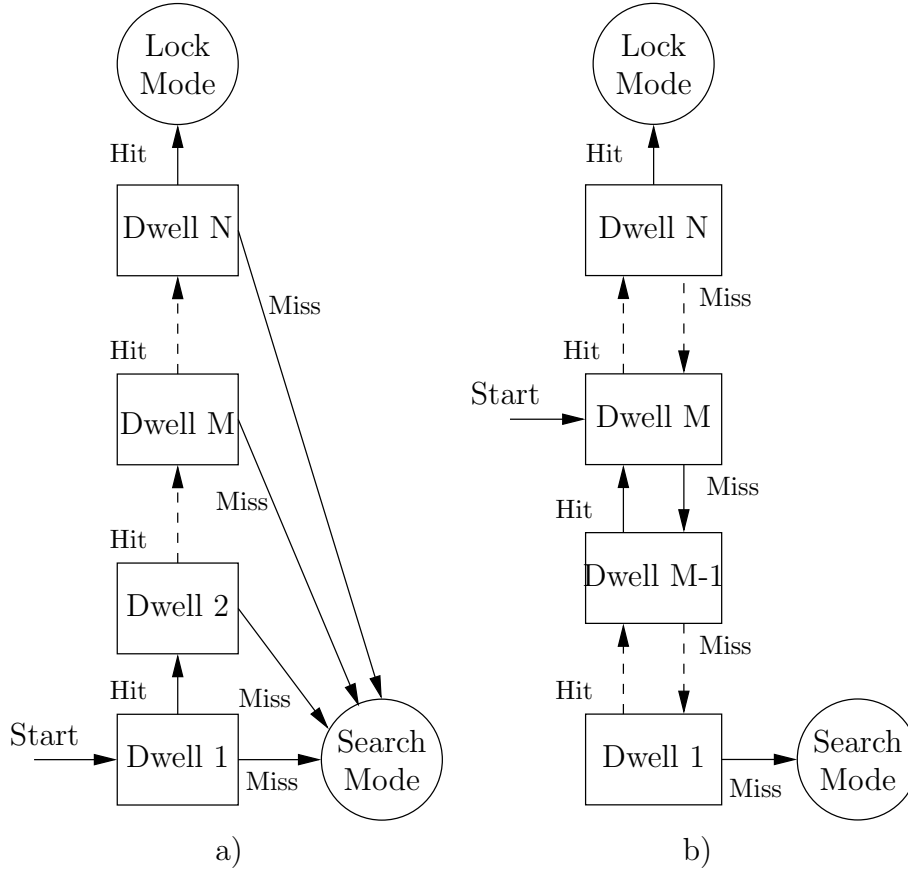 Lock
Mode
Hit
Dwell N
Miss
Hit
Dwell M
Miss
Hit
Dwell 2
Hit
Miss
Start
Dwell 1
Miss
Search
Mode
a)
Lock
Mode
Hit
Dwell N
Miss
Hit
Start
Dwell M
Miss
Hit
Dwell M-1
Miss
Hit
Dwell 1
Miss
Search
Mode
b)